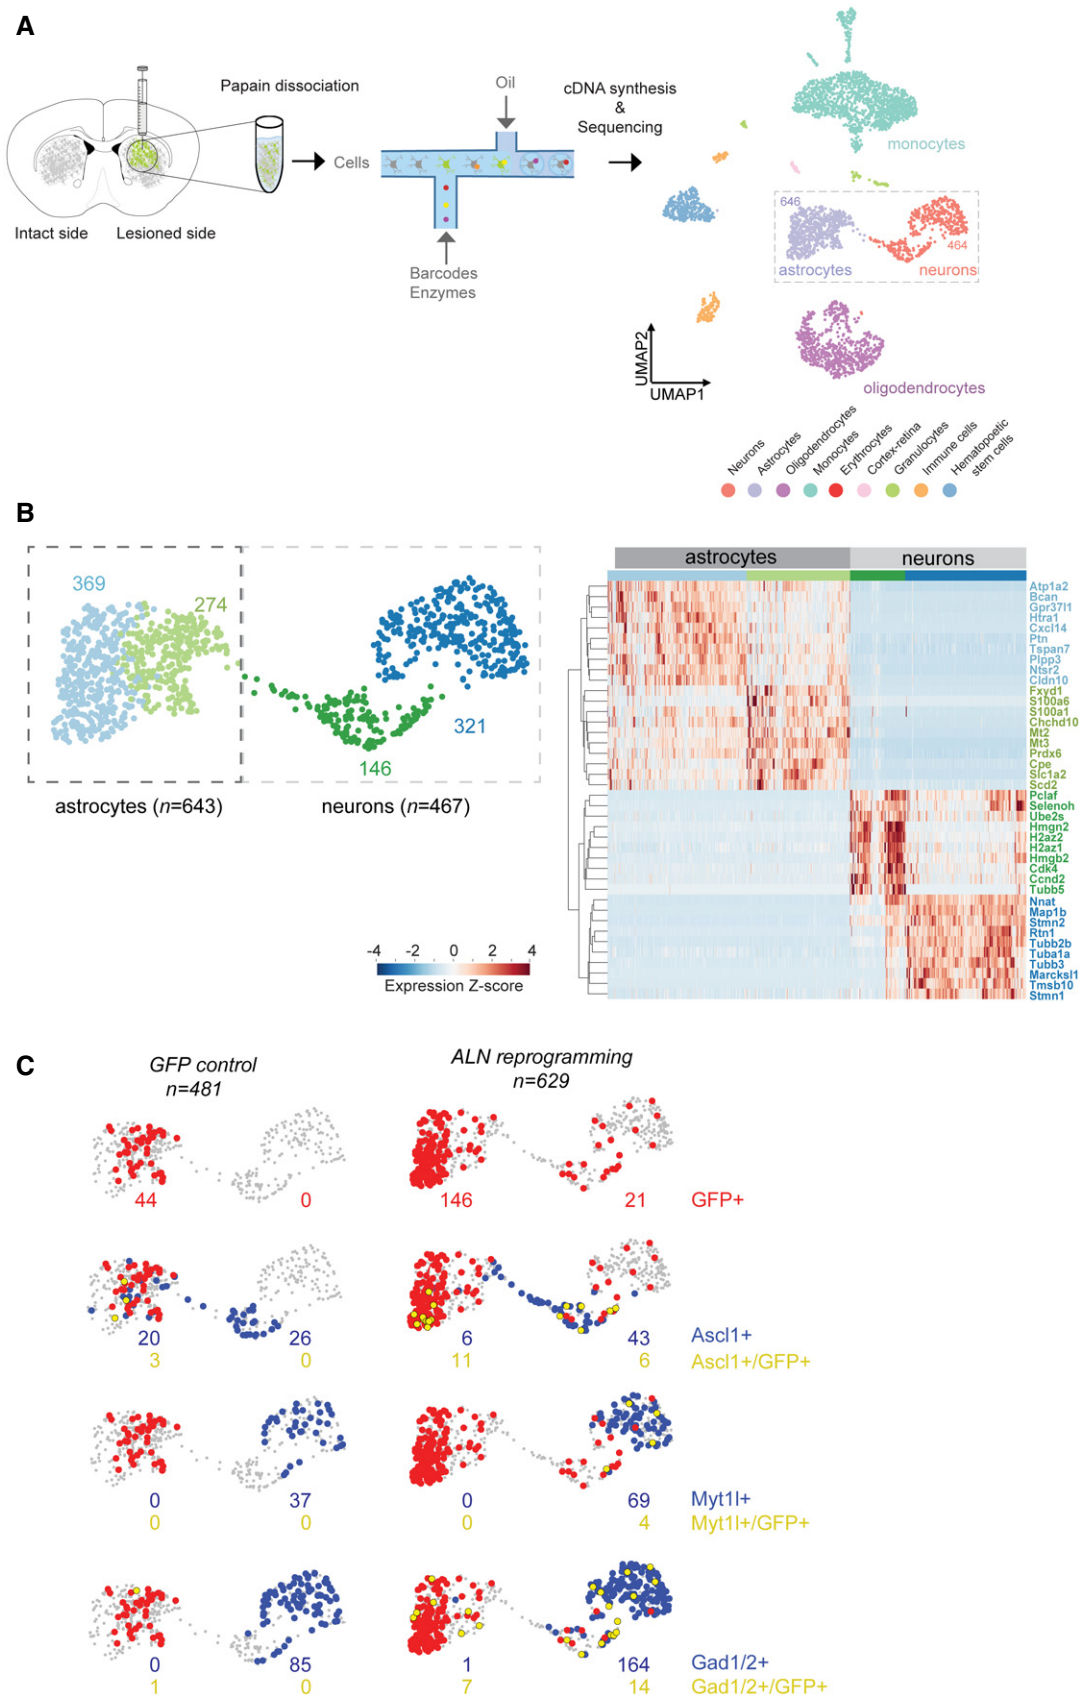 A
Papain dissociation
Intact side
Lesioned side
Cells
Oil
Barcodes
Enzymes
cDNA synthesis
&
Sequencing
monocytes
646
astrocytes
464
neurons
oligodendrocytes
UMAP2
UMAP1
Neurons
Astrocytes
Oligodendrocytes
Monocytes
Erythrocytes
Cortex-retina
Granulocytes
Immune cells
Hematopoetic
stem cells
B
369
274
146
321
astrocytes (n=643)
neurons (n=467)
-4 -2 0 2 4
Expression Z-score
astrocytes
neurons
Atp1a2
Bcan
Gpr37l1
Htra1
Cxcl14
Ptn
Tspan7
Plpp3
Ntsr2
Cldn10
Fxyd1
S100a6
S100a1
Chchd10
Mt2
Mt3
Prdx6
Cpe
Slc1a2
Scd2
Pclaf
Selenoh
Ube2s
Hmgn2
H2az2
H2az1
Hmgb2
Cdk4
Ccnd2
Tubb5
Nnat
Map1b
Stmn2
Rtn1
Tubb2b
Tuba1a
Tubb3
Marcksl1
Tmsb10
Stmn1
C
GFP control
n=481
ALN reprogramming
n=629
44 0 146 21 GFP+
20 26 6 43 Ascl1+
3 0 11 6 Ascl1+/GFP+
0 37 0 69 Myt1l+
0 0 0 4 Myt1l+/GFP+
0 85 1 164 Gad1/2+
1 0 7 14 Gad1/2+/GFP+